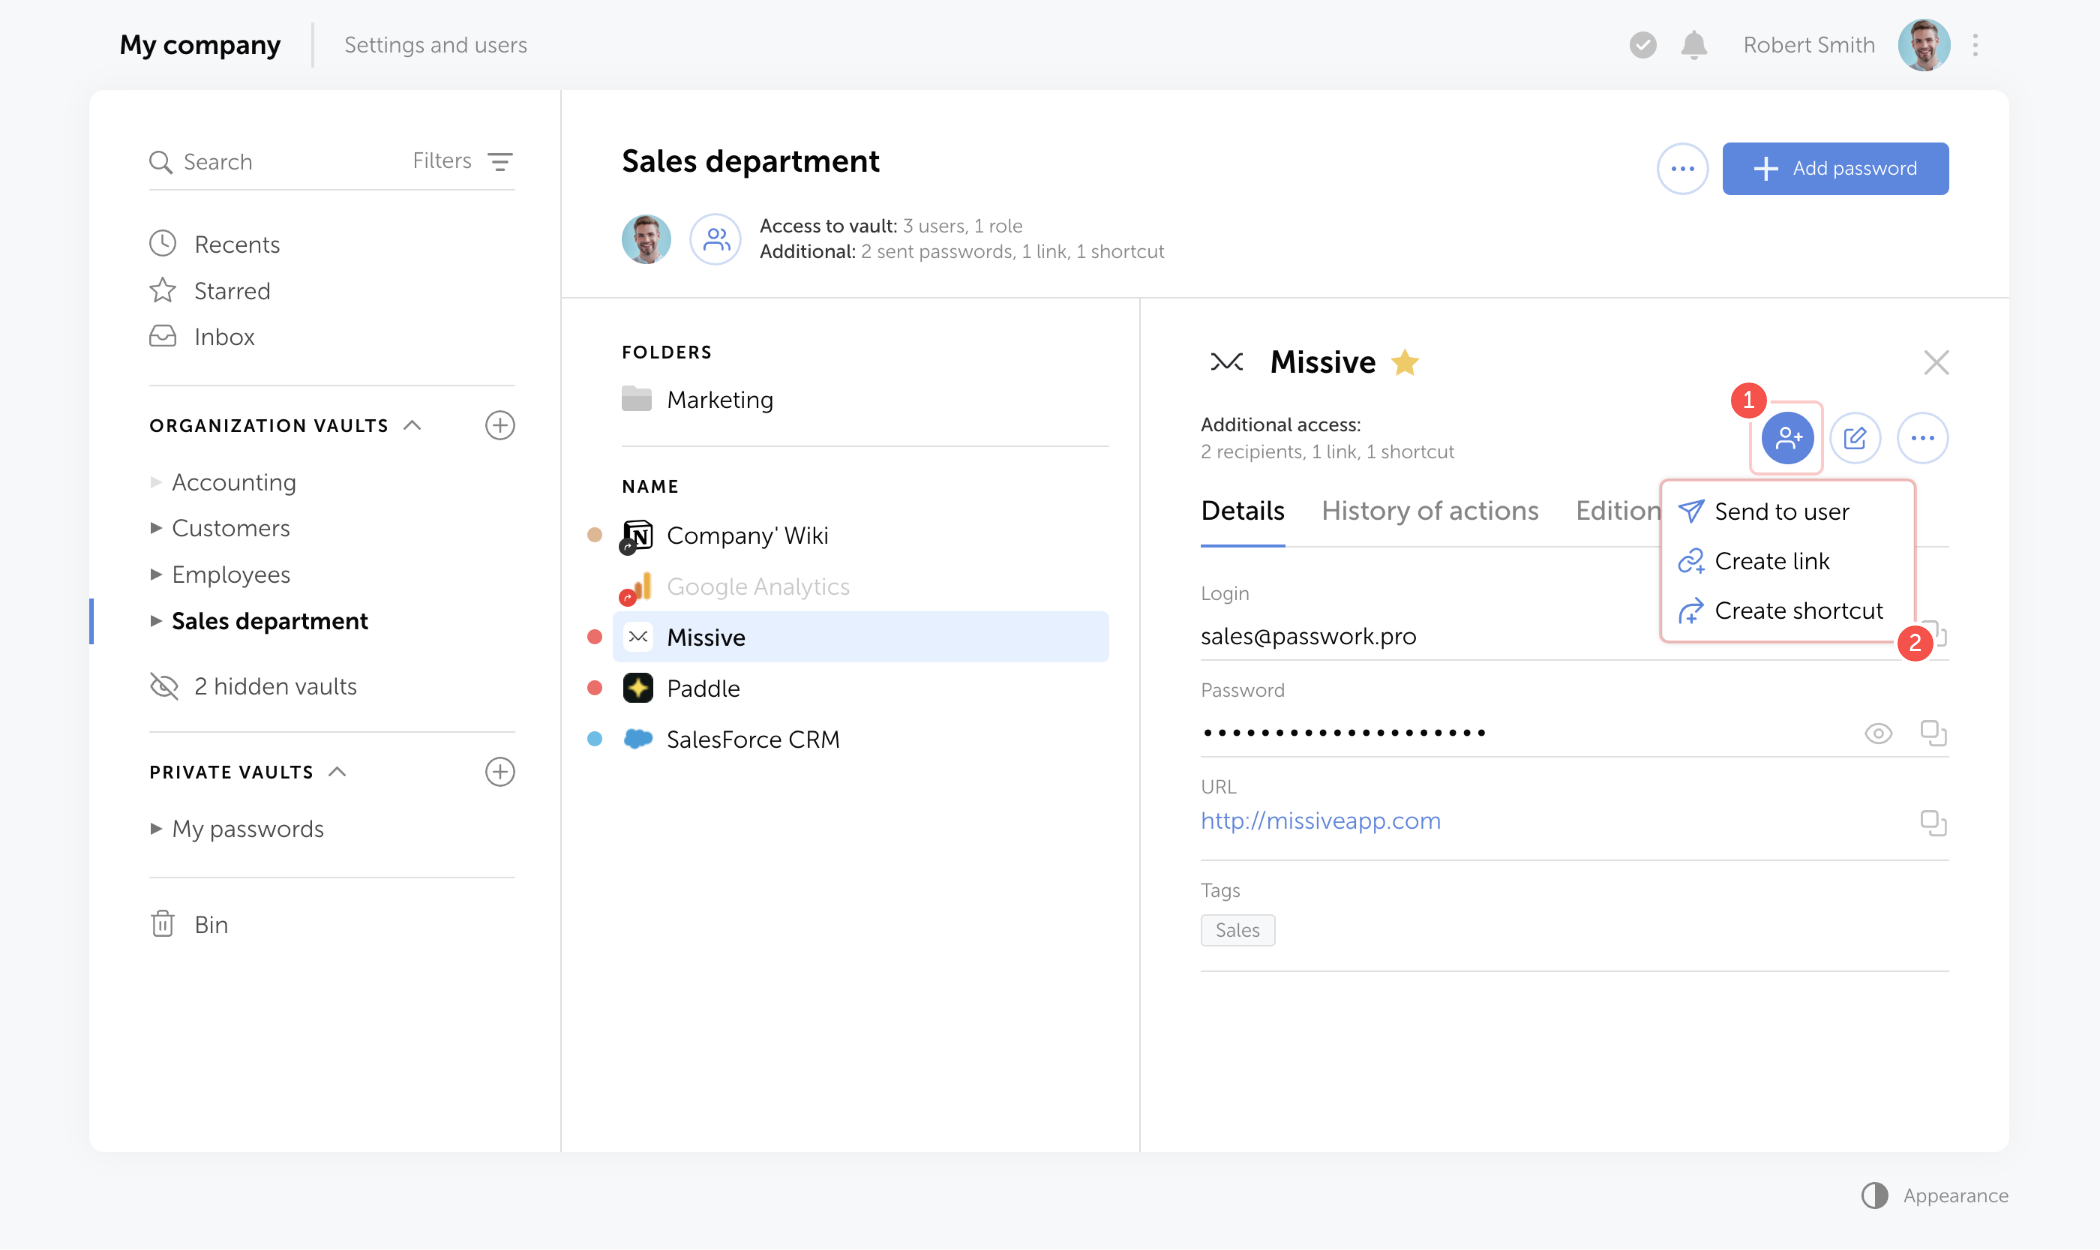 My company
Settings and users
Robert Smith
Search
Filters
Recents
Starred
Inbox
ORGANIZATION VAULTS
Accounting
Customers
Employees
Sales department
2 hidden vaults
PRIVATE VAULTS
My passwords
Bin
Sales department
Add password
Access to vault: 3 users, 1 role
Additional: 2 sent passwords, 1 link, 1 shortcut
FOLDERS
Marketing
NAME
Company' Wiki
Google Analytics
Missive
Paddle
SalesForce CRM
Missive
1
Additional access:
2 recipients, 1 link, 1 shortcut
Details
History of actions
Edition
Send to user
Create link
Create shortcut
2
Login
sales@passwork.pro
Password
••••••••••••••••••••
URL
http://missiveapp.com
Tags
Sales
Appearance